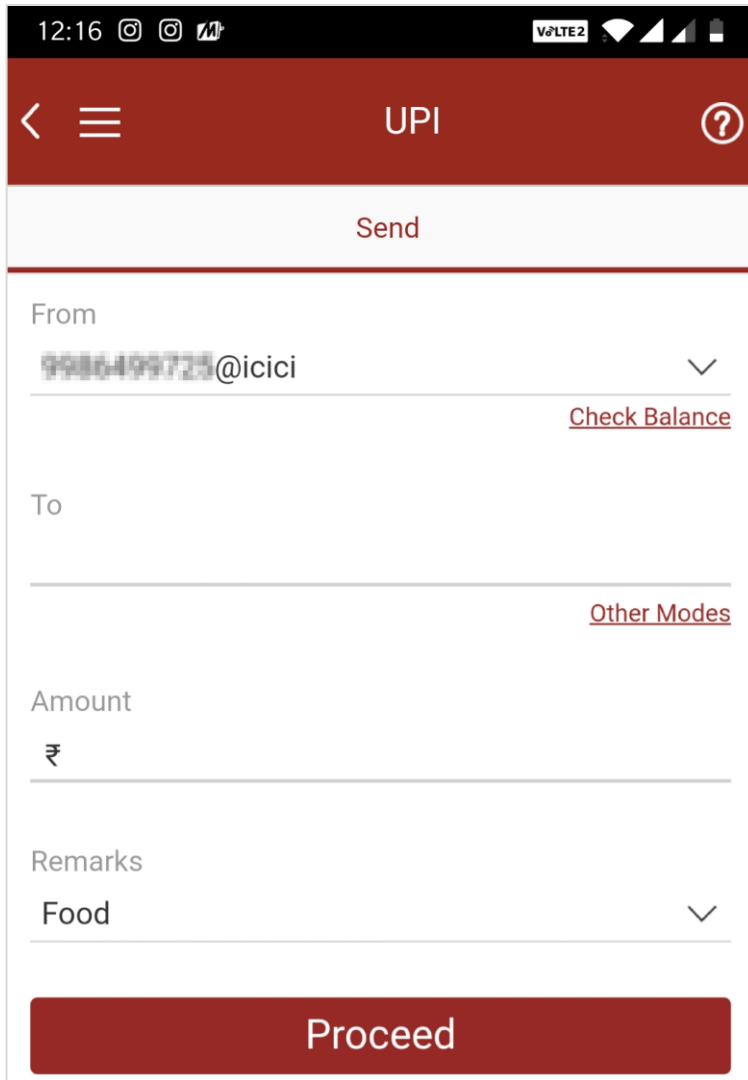 12:16 VoLTE2
UPI
Send
From
@icici
Check Balance
To
Other Modes
Amount
₹
Remarks
Food
Proceed